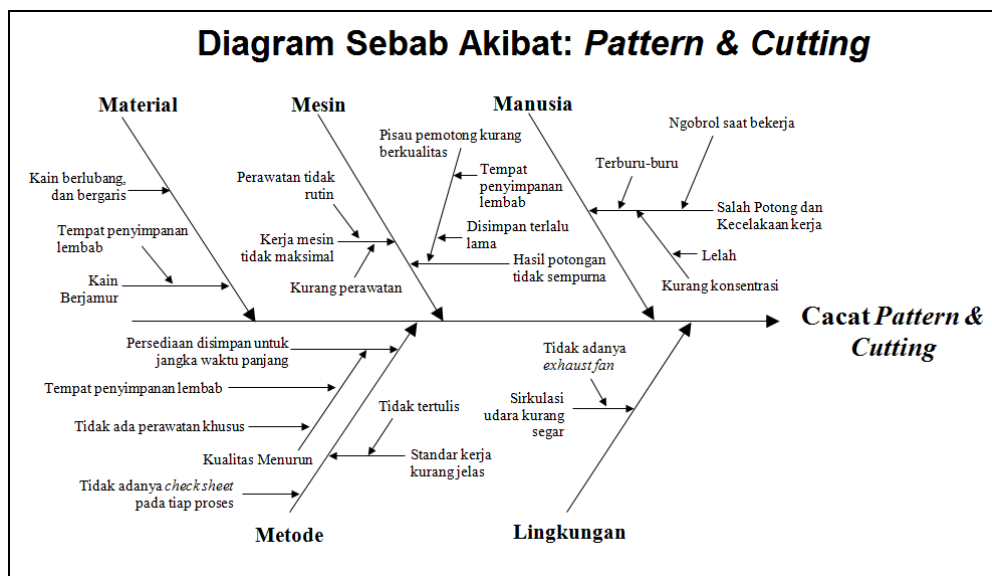 Diagram Sebab Akibat: Pattern & Cutting
Material
Mesin
Manusia
Kain berlubang,
dan bergaris
Tempat penyimpanan
lembab
Kain
Berjamur
Perawatan tidak
rutin
Kerja mesin
tidak maksimal
Kurang perawatan
Pisau pemotong kurang
berkualitas
Tempat
penyimpanan
lembab
Disimpan terlalu
lama
Hasil potongan
tidak sempurna
Ngobrol saat bekerja
Terburu-buru
Salah Potong dan
Kecelakaan kerja
Lelah
Kurang konsentrasi
Cacat Pattern &
Cutting
Persediaan disimpan untuk
jangka waktu panjang
Tempat penyimpanan lembab
Tidak ada perawatan khusus
Kualitas Menurun
Tidak adanya check sheet
pada tiap proses
Tidak tertulis
Standar kerja
kurang jelas
Tidak adanya
exhaust fan
Sirkulasi
udara kurang
segar
Metode
Lingkungan